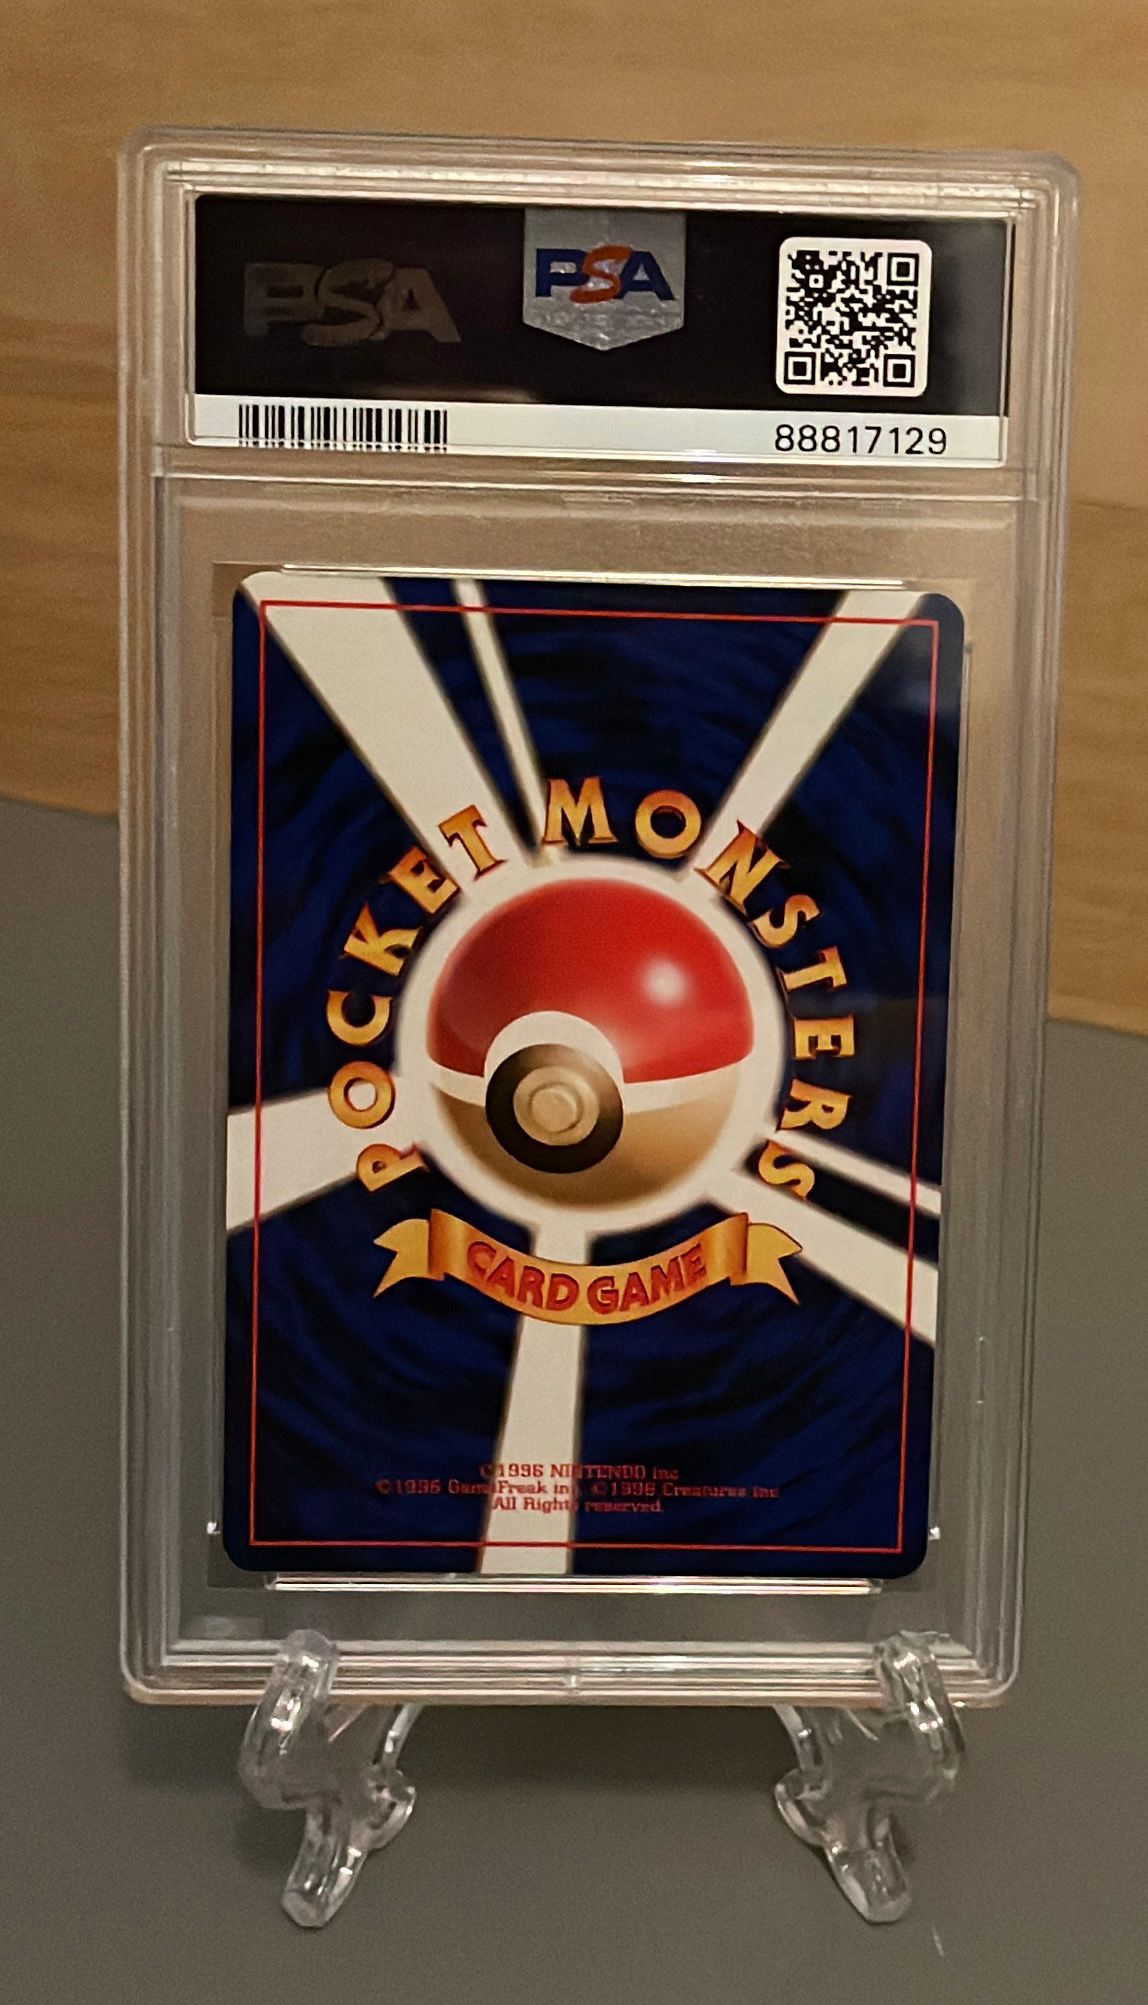 PSA
PSA
88817129
POCKET MONSTERS
CARD GAME
©1996 NINTENDO inc
©1996 GameFreak inc. ©1996 Creatures inc
All Rights reserved.